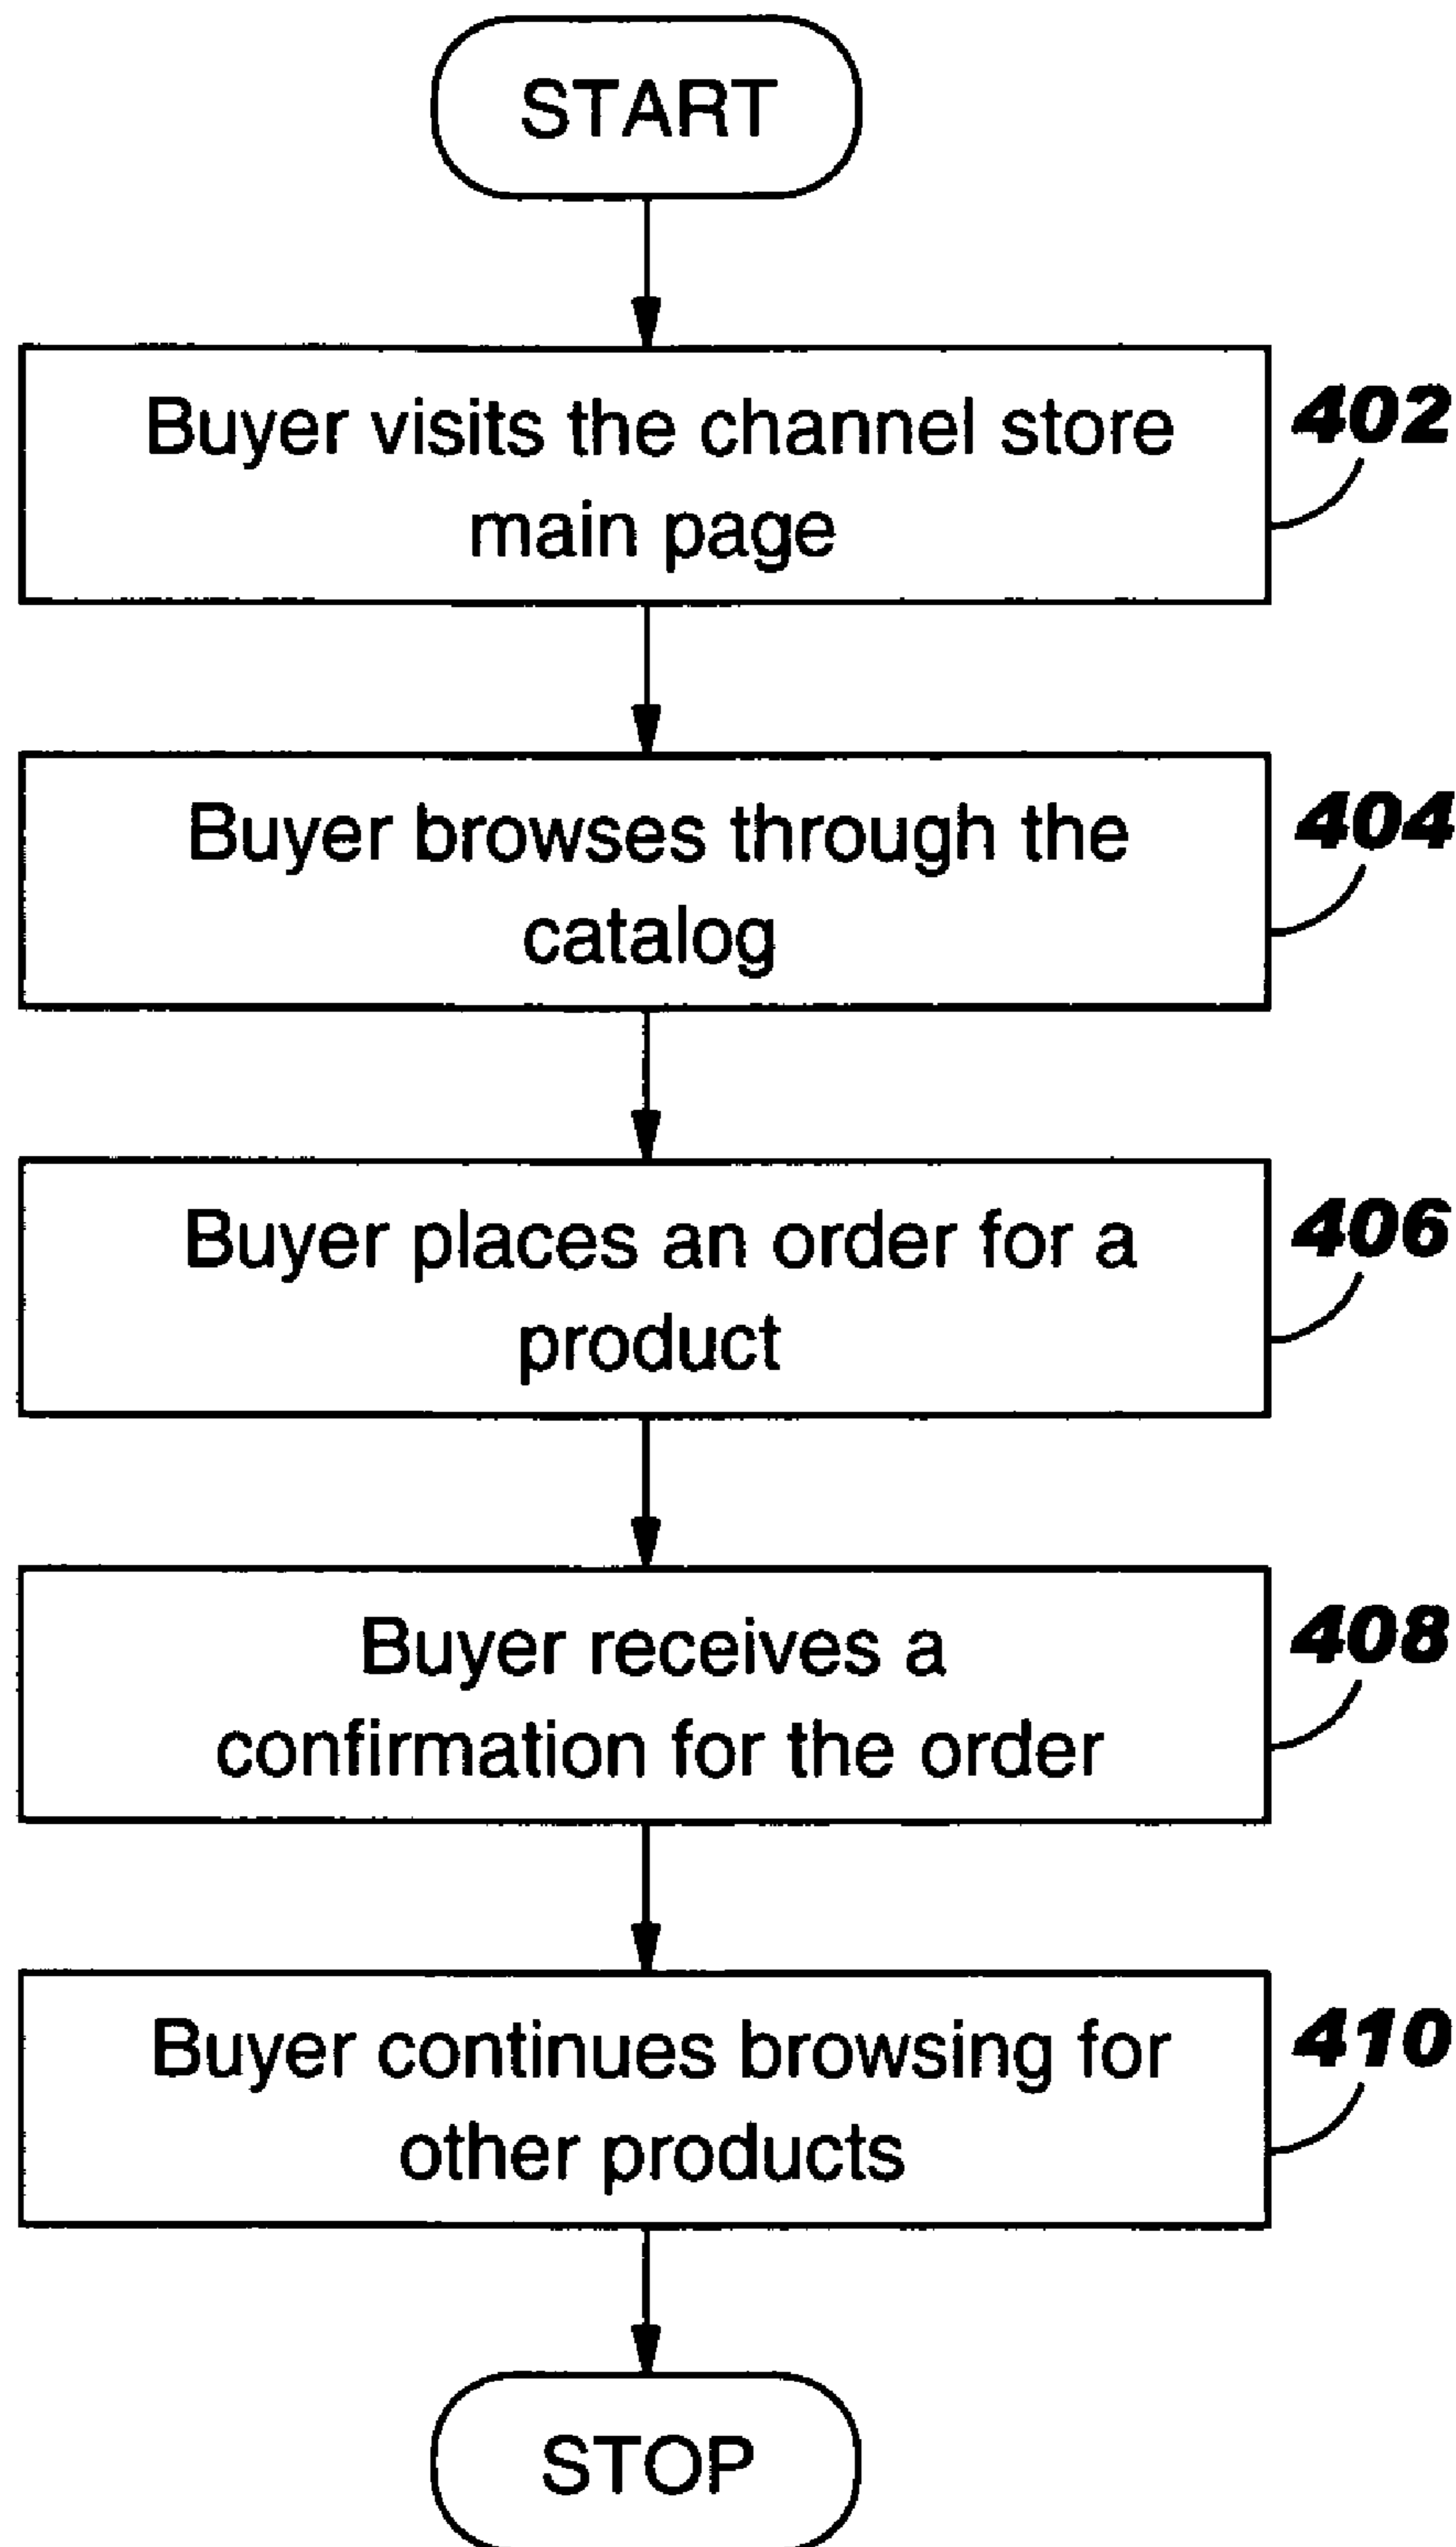 START
Buyer visits the channel store
main page
402
Buyer browses through the
catalog
404
Buyer places an order for a
product
406
Buyer receives a
confirmation for the order
408
Buyer continues browsing for
other products
410
STOP